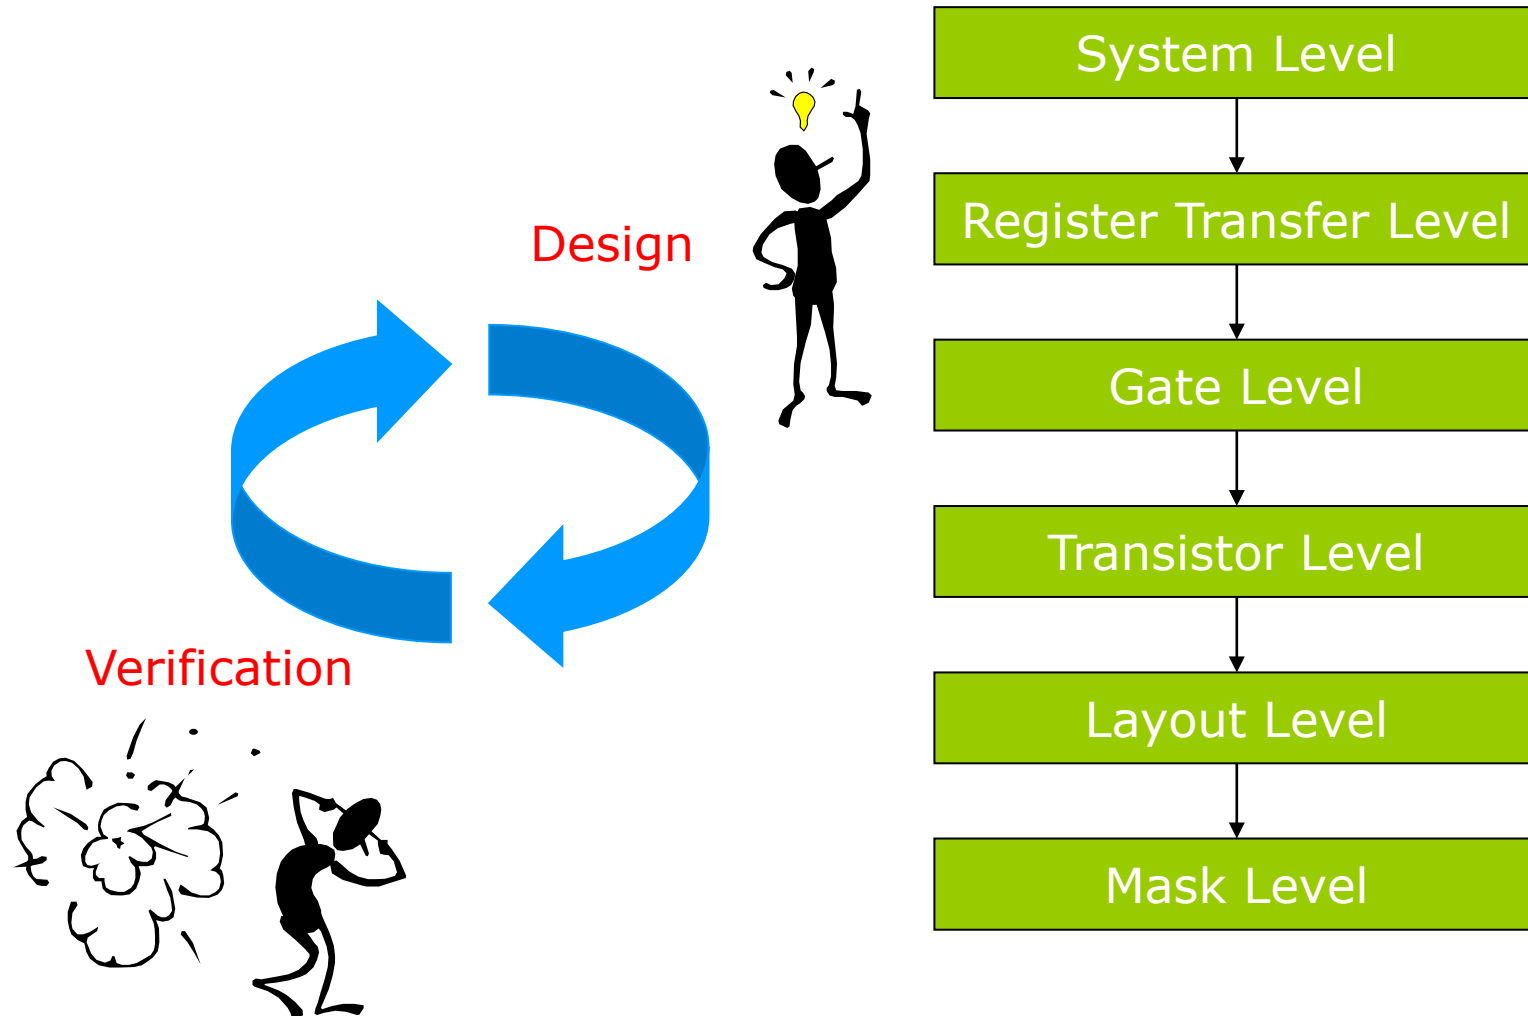 System Level
Register Transfer Level
Design
Gate Level
Transistor Level
Verification
Layout Level
Mask Level